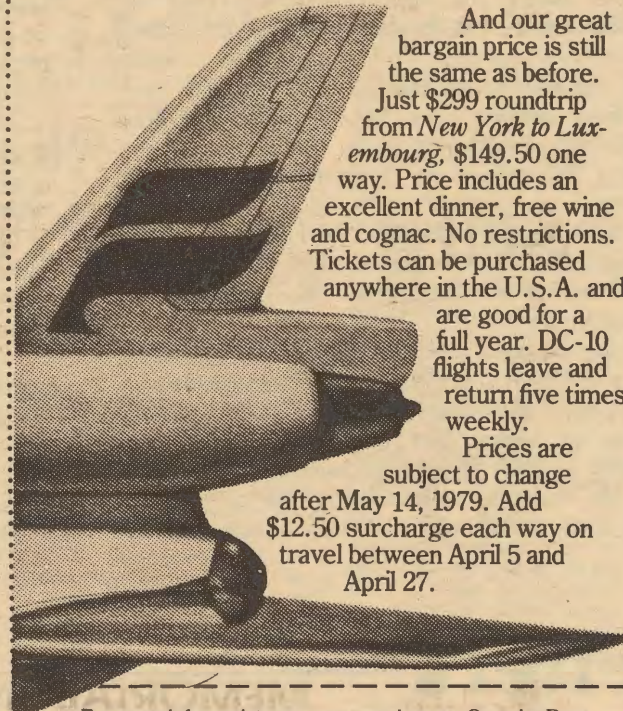 And our great
bargain price is still
the same as before.
Just $299 roundtrip
from New York to Lux-
embourg, $149.50 one
way. Price includes an
excellent dinner, free wine
and cognac. No restrictions.
Tickets can be purchased
anywhere in the U.S.A. and
are good for a
full year. DC-10
flights leave and
return five times
weekly.
Prices are
subject to change
after May 14, 1979. Add
$12.50 surcharge each way on
travel between April 5 and
April 27.